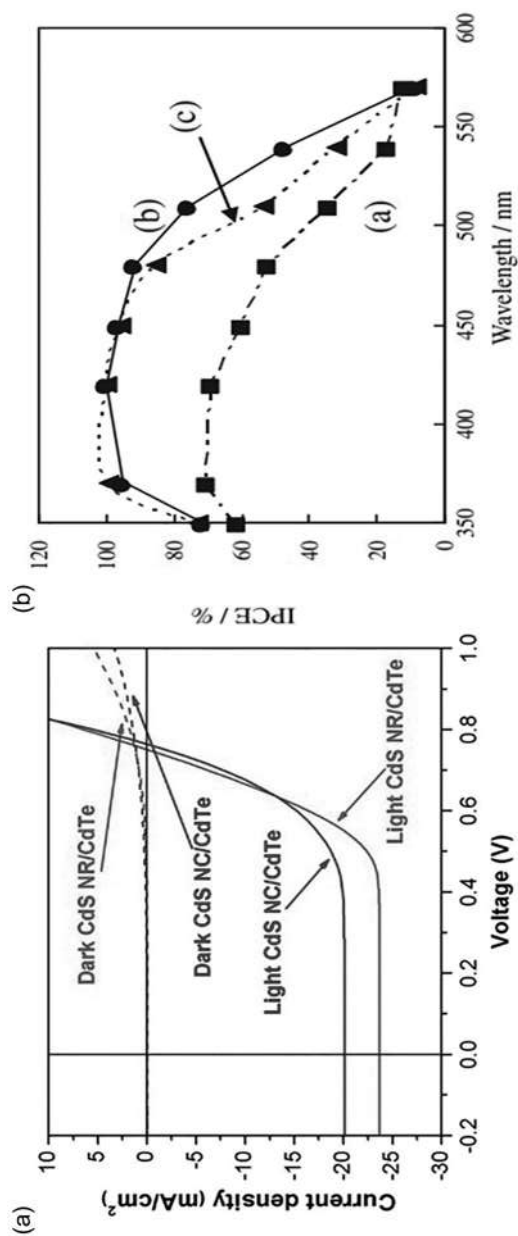 (a)
Current density (mA/cm²)
10
5
0
-5
-10
-15
-20
-25
-30
-0.2
0.0
0.2
0.4
0.6
0.8
1.0
Voltage (V)
Dark CdS NR/CdTe
Dark CdS NC/CdTe
Light CdS NC/CdTe
Light CdS NR/CdTe
(b)
IPCE / %
120
100
80
60
40
20
0
350
400
450
500
550
600
Wavelength / nm
(b)
(c)
(a)